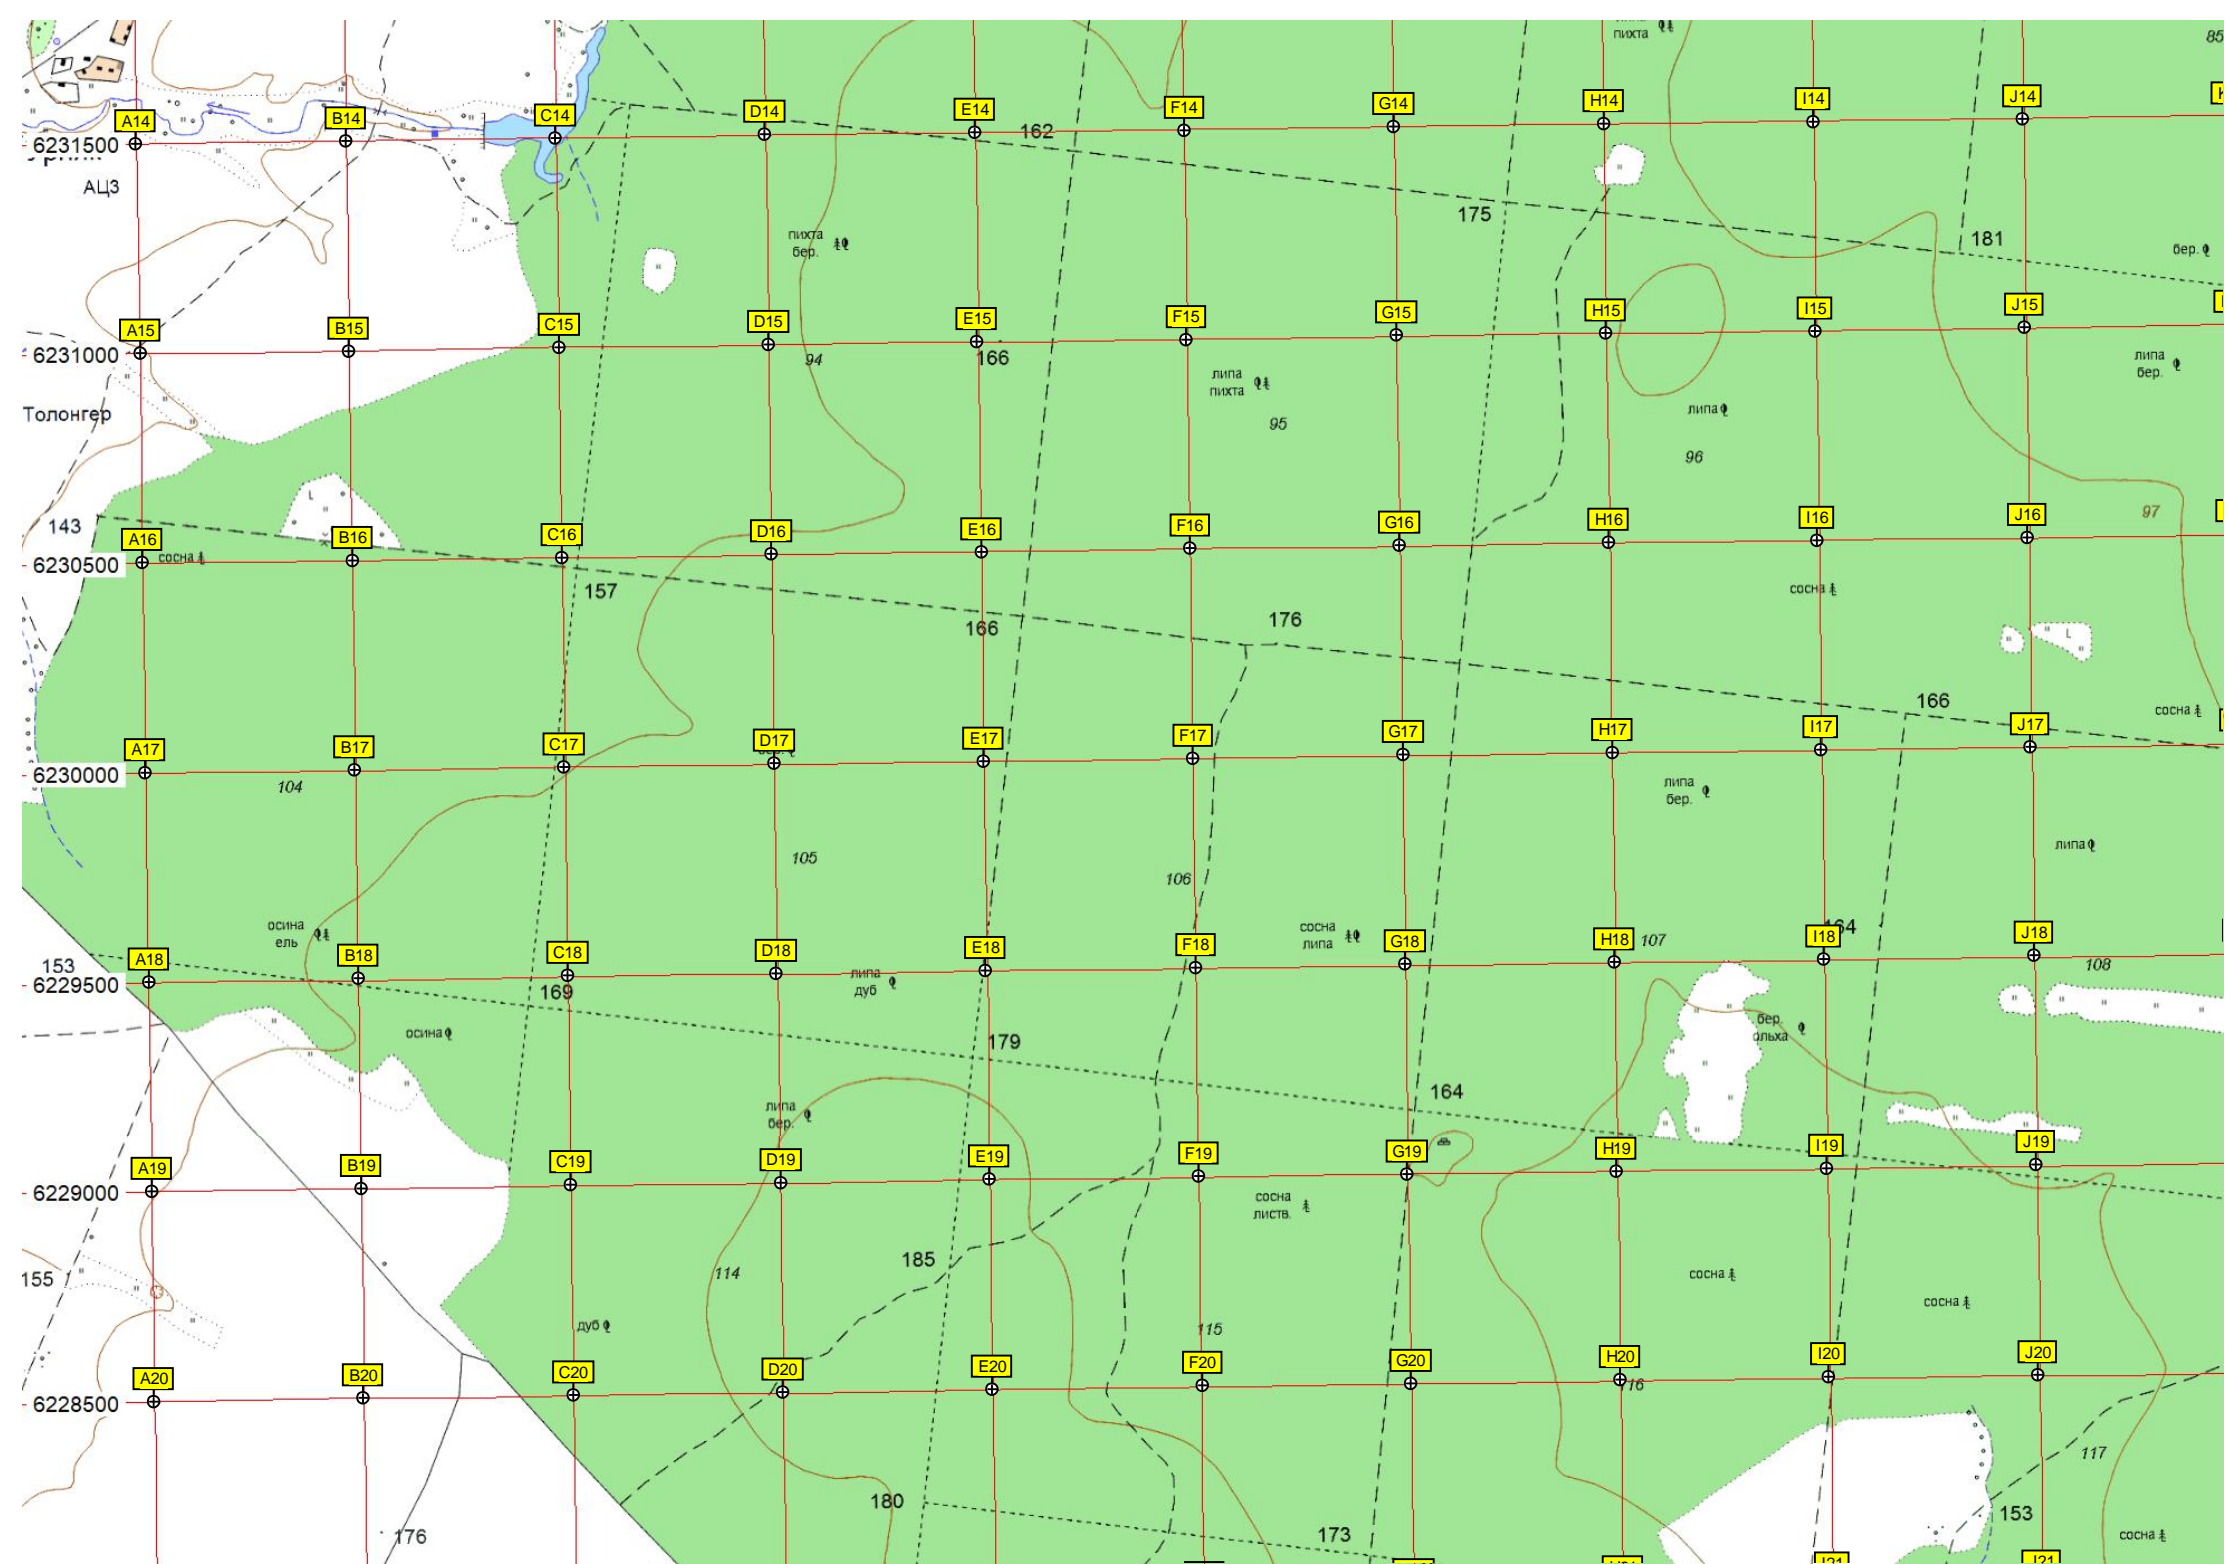 пихта
85
A14
B14
C14
D14
E14
F14
G14
H14
I14
J14
162
6231500
АЦЗ
175
181
пихта
бер.
бер.
A15
B15
C15
D15
E15
F15
G15
H15
I15
J15
6231000
94
166
липа
пихта
95
липа
96
липа
бер.
Толонгер
143
A16
B16
C16
D16
E16
F16
G16
H16
I16
J16
97
6230500
сосна
157
166
176
сосна
166
сосна
A17
B17
C17
D17
E17
F17
G17
H17
I17
J17
6230000
104
105
106
липа
бер.
липа
осина
ель
сосна
липа
107
164
108
153
A18
B18
C18
D18
E18
F18
G18
H18
I18
J18
6229500
169
липа
дуб
осина
179
164
бер.
ольха
липа
бер.
A19
B19
C19
D19
E19
F19
G19
H19
I19
J19
6229000
сосна
листв.
155
114
185
115
дуб
сосна
сосна
A20
B20
C20
D20
E20
F20
G20
H20
I20
J20
6228500
116
117
176
180
173
153
сосна
I21
J21